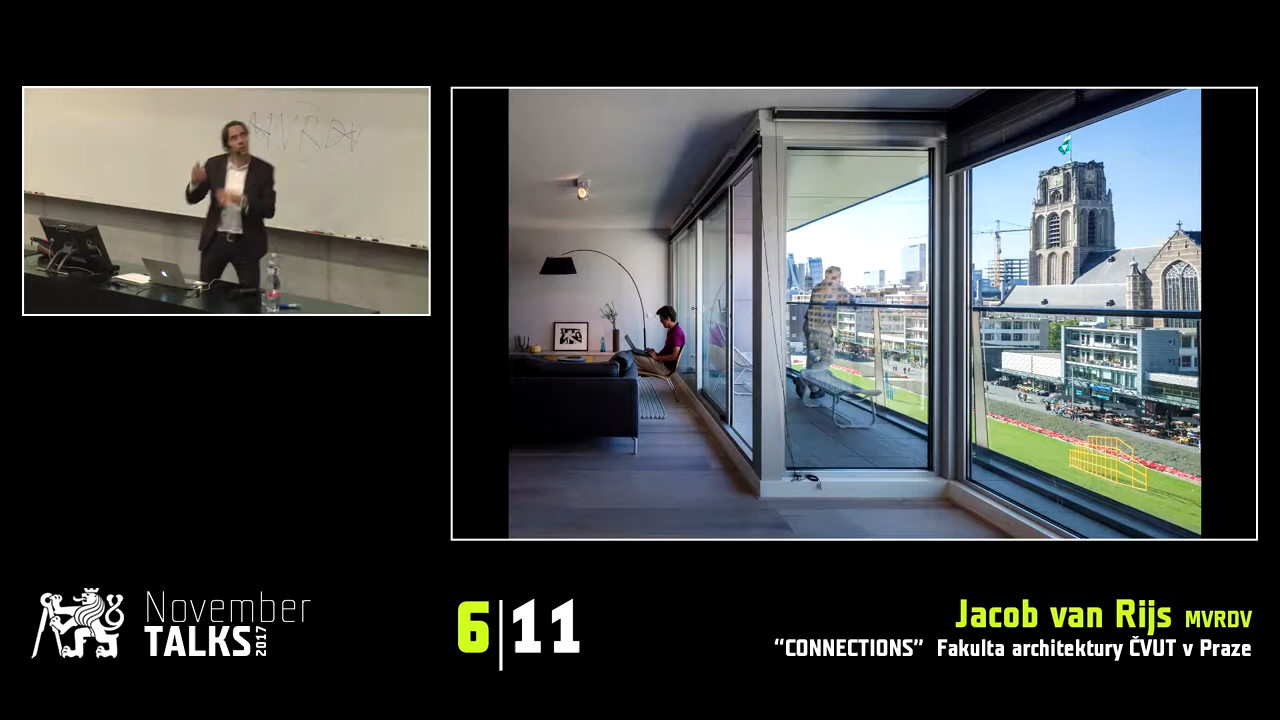 MVRDV
November
TALKS 2017
6|11
Jacob van Rijs MVRDV
“CONNECTIONS” Fakulta architektury ČVUT v Praze